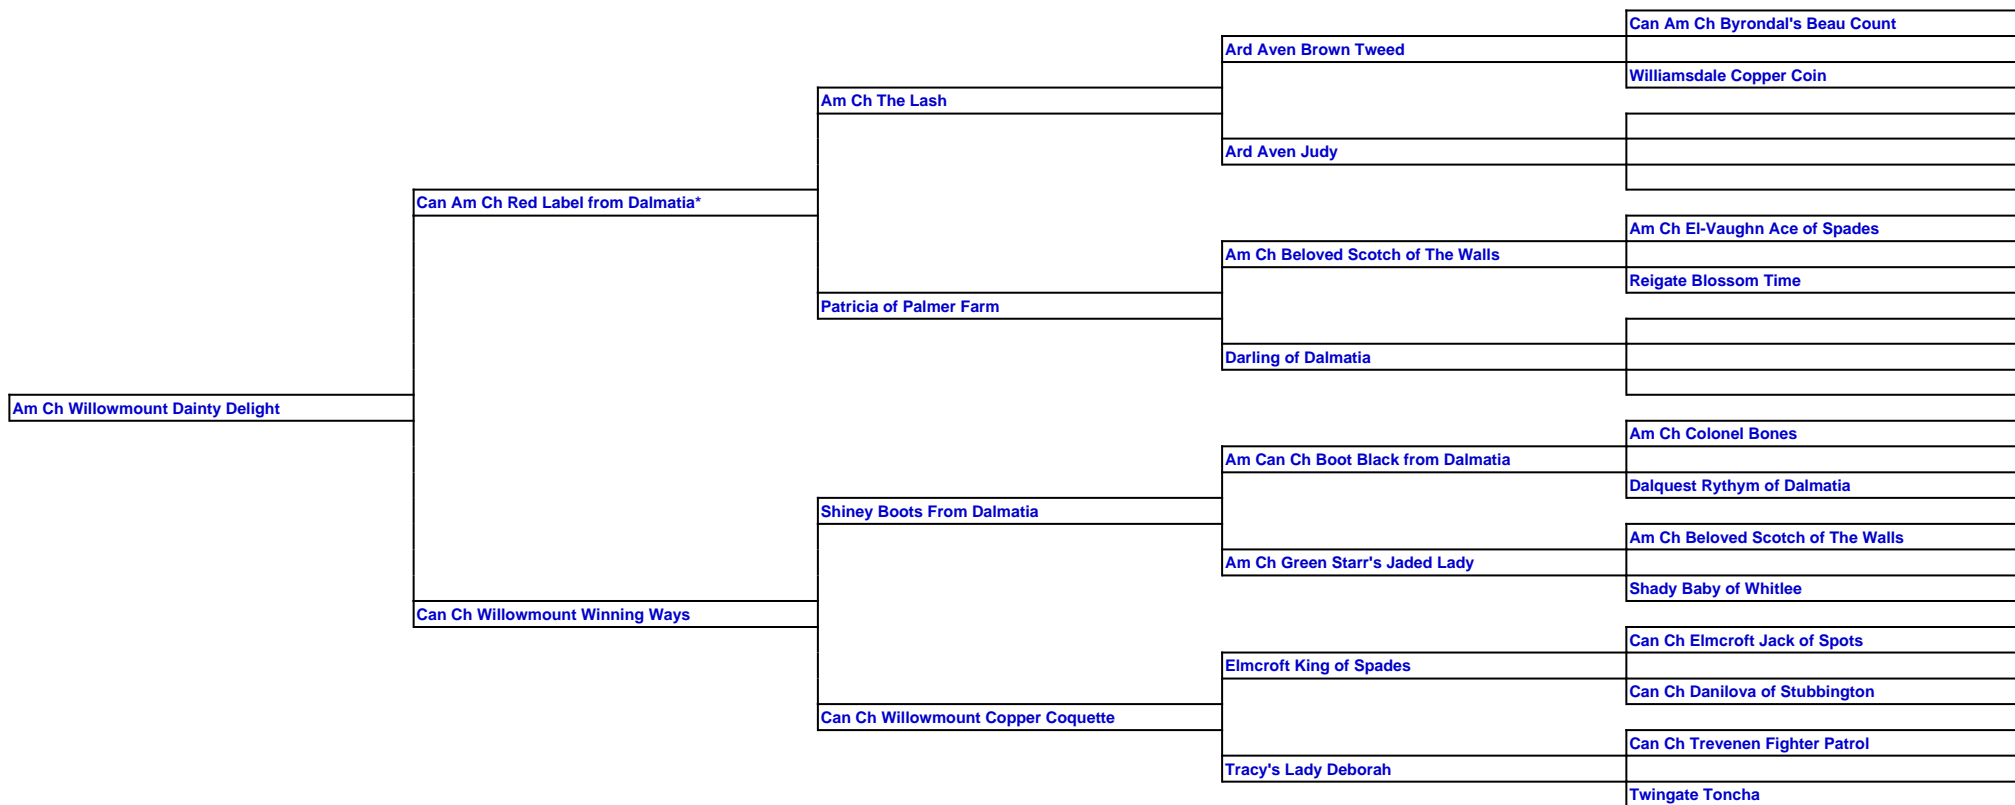 Can Am Ch Byrondal's Beau Count
Ard Aven Brown Tweed
Williamsdale Copper Coin
Am Ch The Lash
Ard Aven Judy
Can Am Ch Red Label from Dalmatia*
Am Ch El-Vaughn Ace of Spades
Am Ch Beloved Scotch of The Walls
Reigate Blossom Time
Patricia of Palmer Farm
Darling of Dalmatia
Am Ch Willowmount Dainty Delight
Am Ch Colonel Bones
Am Can Ch Boot Black from Dalmatia
Dalquest Rythym of Dalmatia
Shiney Boots From Dalmatia
Am Ch Beloved Scotch of The Walls
Am Ch Green Starr's Jaded Lady
Shady Baby of Whitlee
Can Ch Willowmount Winning Ways
Can Ch Elmcroft Jack of Spots
Elmcroft King of Spades
Can Ch Danilova of Stubbington
Can Ch Willowmount Copper Coquette
Can Ch Trevenen Fighter Patrol
Tracy's Lady Deborah
Twingate Toncha